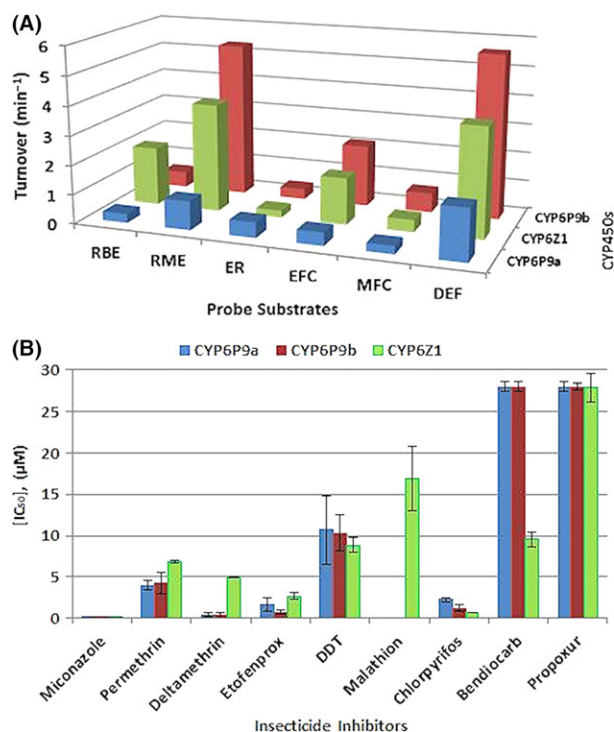 (A)
Turnover (min⁻¹)
6
5
4
3
2
1
0
RBE
RME
ER
EFC
MFC
DEF
Probe Substrates
CYP6P9b
CYP6Z1
CYP6P9a
CYP450s
(B)
CYP6P9a CYP6P9b CYP6Z1
[IC₅₀], (µM)
30
25
20
15
10
5
0
Miconazole
Permethrin
Deltamethrin
Etofenprox
DDT
Malathion
Chlorpyrifos
Bendiocarb
Propoxur
Insecticide Inhibitors